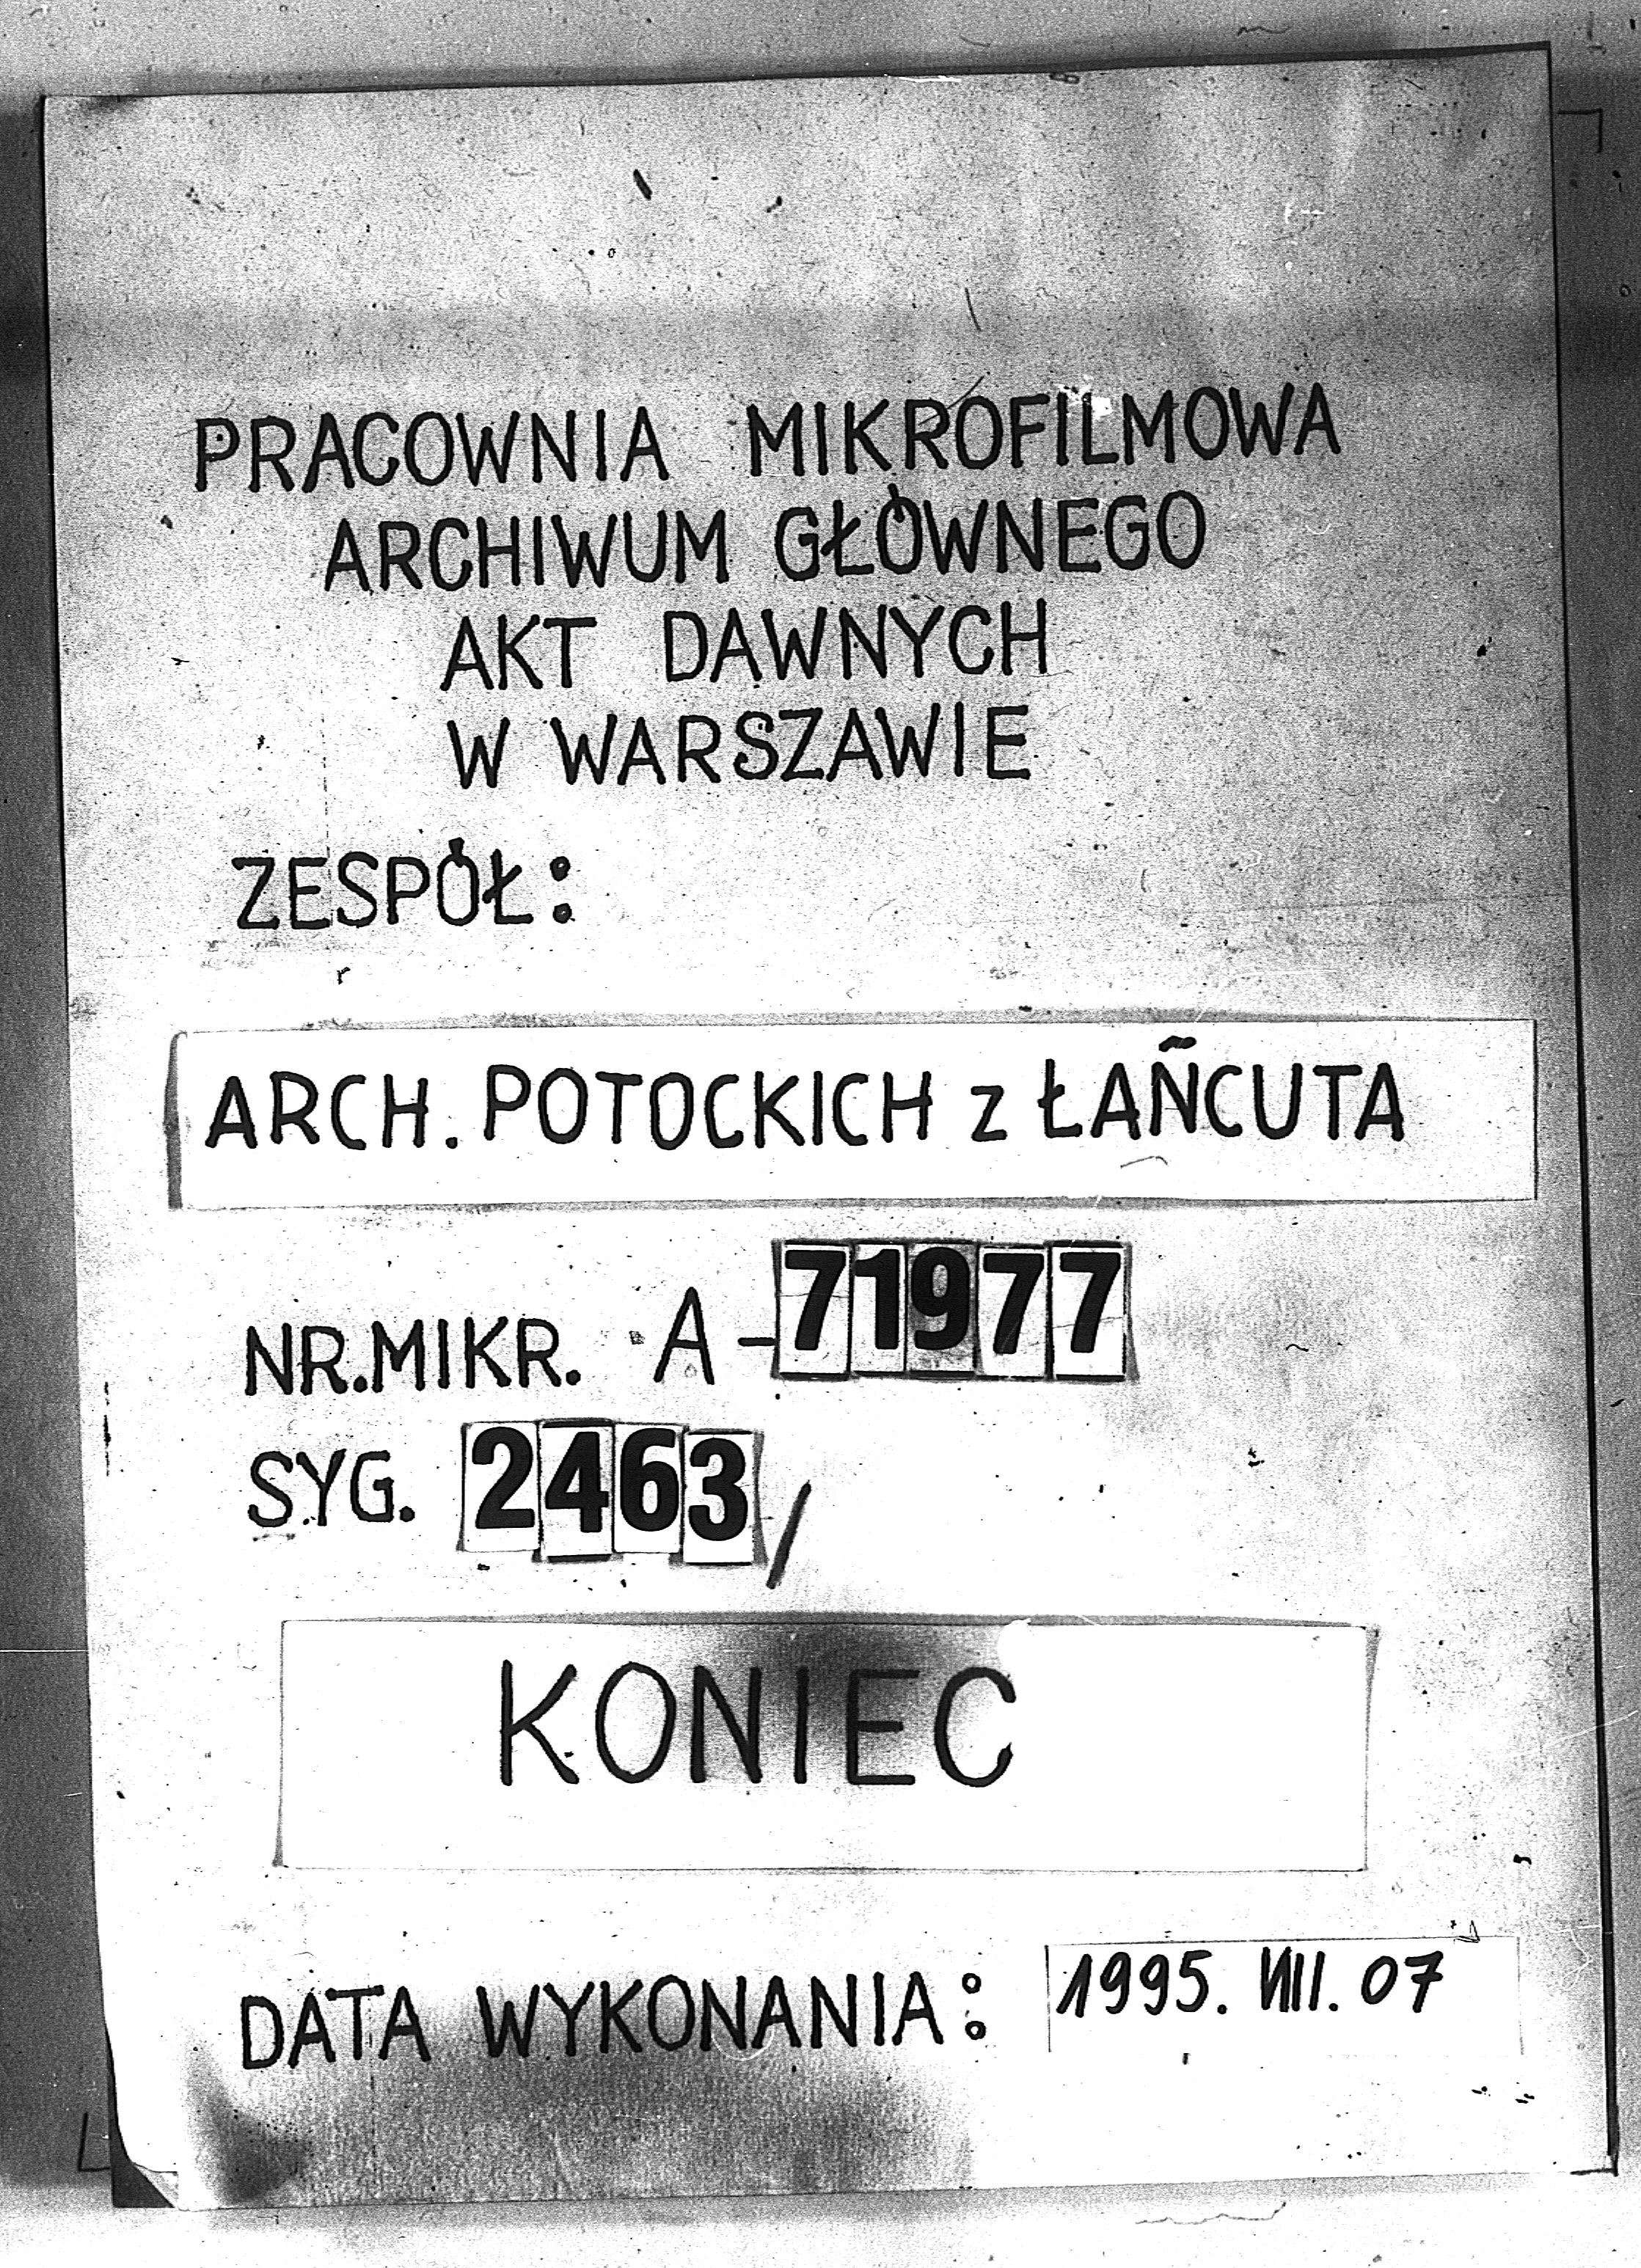 PRACOWNIA MIKROFILMOWA
ARCHIWUM GŁÓWNEGO
AKT DAWNYCH
W WARSZAWIE
ZESPÓŁ:
ARCH. POTOCKICH z ŁAŃCUTA
NR.MIKR. A-71977
SYG. 2463/
KONIEC
DATA WYKONANIA: 1995. VIII. 07